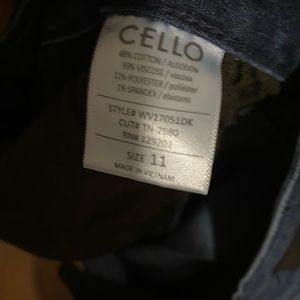 CELLO
48% COTTON / ALGODÓN
39% VISCOSE / viscosa
12% POLYESTER / poliéster
1% SPANDEX / elastano
STYLE# WV17051DK
CUT# TN-2980
RN# 129203
SIZE 11
MADE IN VIETNAM